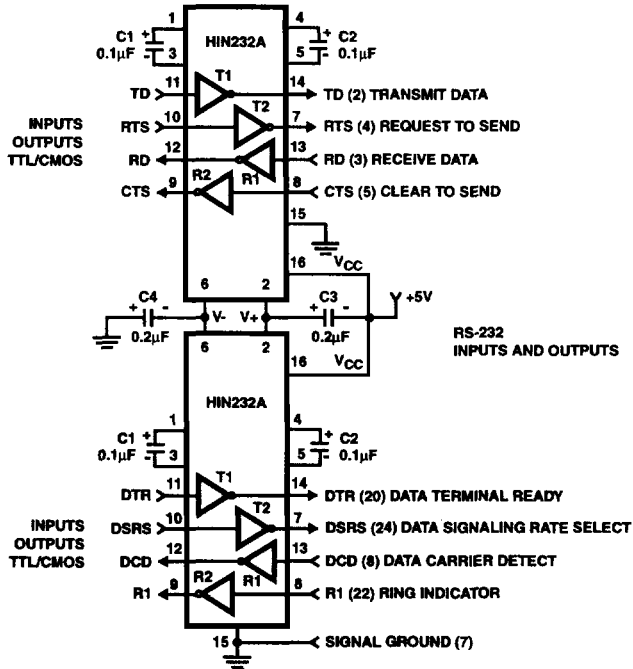 1 4
C1 + HIN232A + C2
0.1μF - 3 5 - 0.1μF
11 T1 14
TD TD (2) TRANSMIT DATA
10 T2 7
INPUTS RTS RTS (4) REQUEST TO SEND
OUTPUTS 12 13
TTL/CMOS RD R1 RD (3) RECEIVE DATA
9 R2 8
CTS CTS (5) CLEAR TO SEND
15
16 VCC
6 2
C4 C3 +5V
+ - V- V+ + -
0.2μF 0.2μF
6 2
RS-232
INPUTS AND OUTPUTS
16 VCC
HIN232A
1 4
C1 + + C2
0.1μF - 3 5 - 0.1μF
11 T1 14
DTR DTR (20) DATA TERMINAL READY
10 T2 7
INPUTS DSRS DSRS (24) DATA SIGNALING RATE SELECT
OUTPUTS 12 13
TTL/CMOS DCD R1 DCD (8) DATA CARRIER DETECT
9 R2 8
R1 R1 (22) RING INDICATOR
15 SIGNAL GROUND (7)